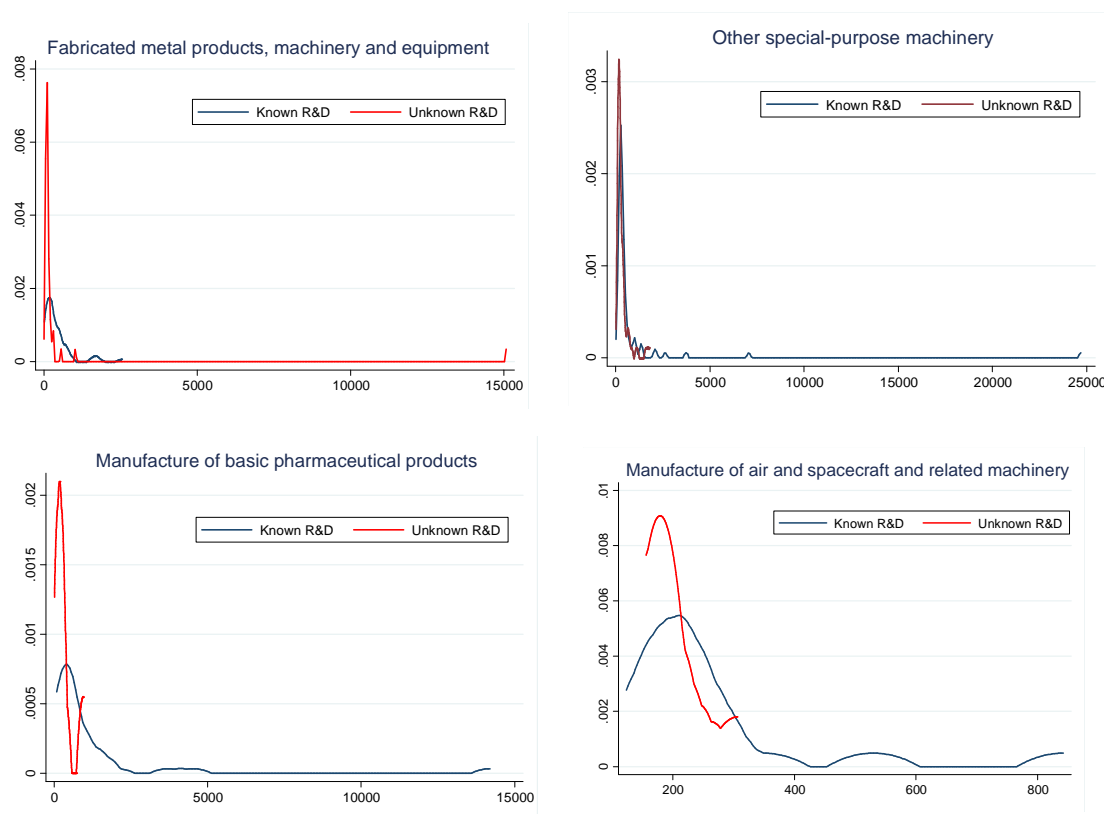 Fabricated metal products, machinery and equipment
.008
.006
.004
.002
0
Known R&D Unknown R&D
0 5000 10000 15000
Other special-purpose machinery
.003
.002
.001
0
Known R&D Unknown R&D
0 5000 10000 15000 20000 25000
Manufacture of basic pharmaceutical products
.002
.0015
.001
.0005
0
Known R&D Unknown R&D
0 5000 10000 15000
Manufacture of air and spacecraft and related machinery
.01
.008
.006
.004
.002
0
Known R&D Unknown R&D
200 400 600 800